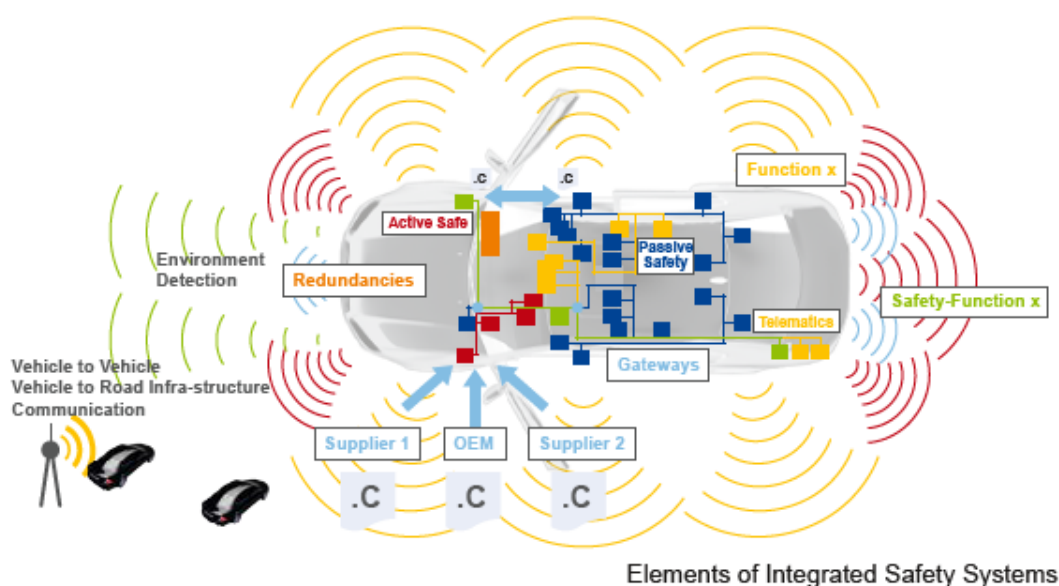 Function x
.c
.c
Active Safe
Passive
Safety
Environment
Detection
Redundancies
Safety-Function x
Telematics
Vehicle to Vehicle
Vehicle to Road Infra-structure
Communication
Gateways
Supplier 1
OEM
Supplier 2
.C
.C
.C
Elements of Integrated Safety Systems